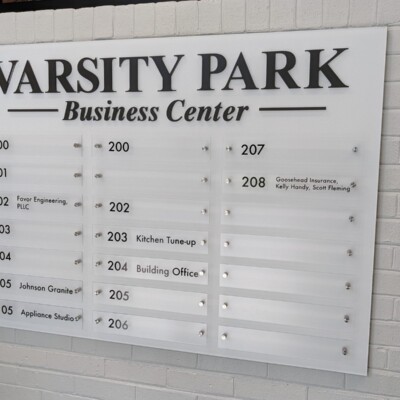 VARSITY PARK
Business Center
00
01
02 Favor Engineering,
PLLC
03
04
05 Johnson Granite
05 Appliance Studio
200
202
203 Kitchen Tune-up
204 Building Office
205
206
207
208 Goosehead Insurance,
Kelly Handy, Scott Fleming